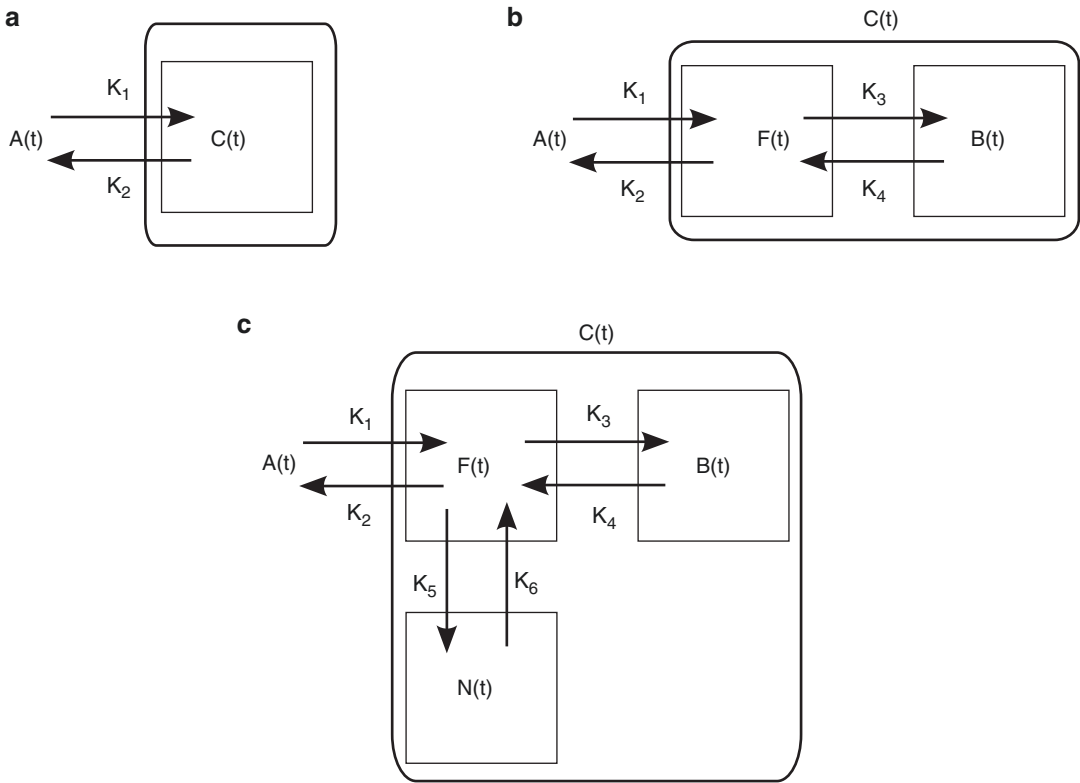 a
K₁
A(t)
C(t)
K₂
b
C(t)
K₁
K₃
A(t)
F(t)
B(t)
K₂
K₄
c
C(t)
K₁
K₃
A(t)
F(t)
B(t)
K₂
K₄
K₅
K₆
N(t)